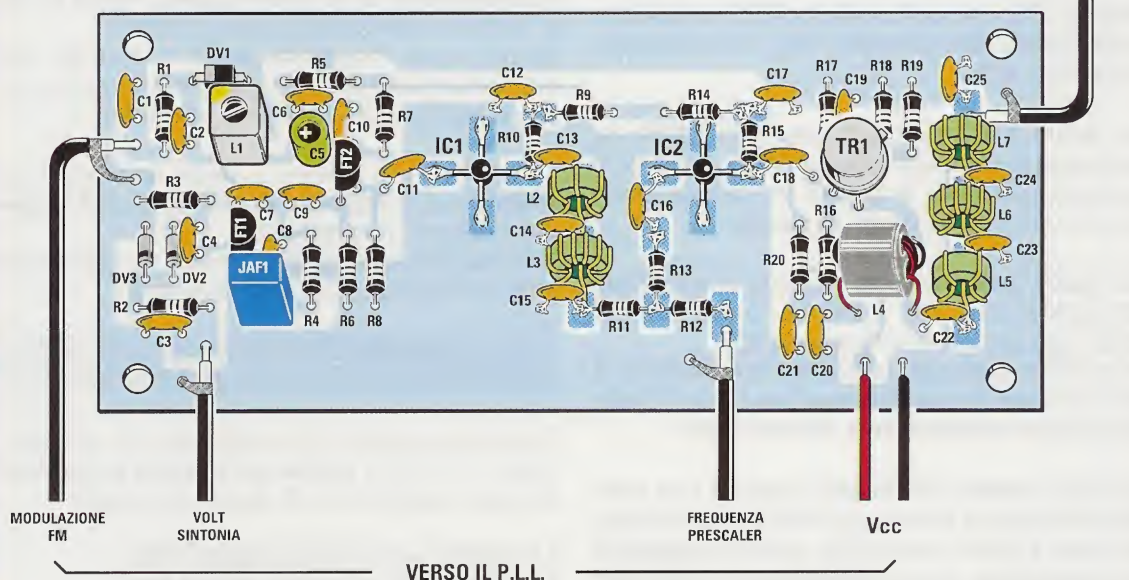 DV1
R5
C12
C17
R17
C19
R18
R19
C25
R1
C1
C2
L1
C6
C5
C10
FT2
R7
C11
IC1
R10
R9
C13
L2
R14
IC2
R15
C18
TR1
L7
C24
R3
C7
C9
C4
FT1
C8
C14
L3
C16
R16
L6
C23
DV3
DV2
JAF1
R13
R20
L4
L5
R2
C3
R4
R6
R8
C15
R11
R12
C21
C20
C22
MODULAZIONE
FM
VOLT
SINTONIA
FREQUENZA
PRESCALER
Vcc
VERSO IL P.L.L.